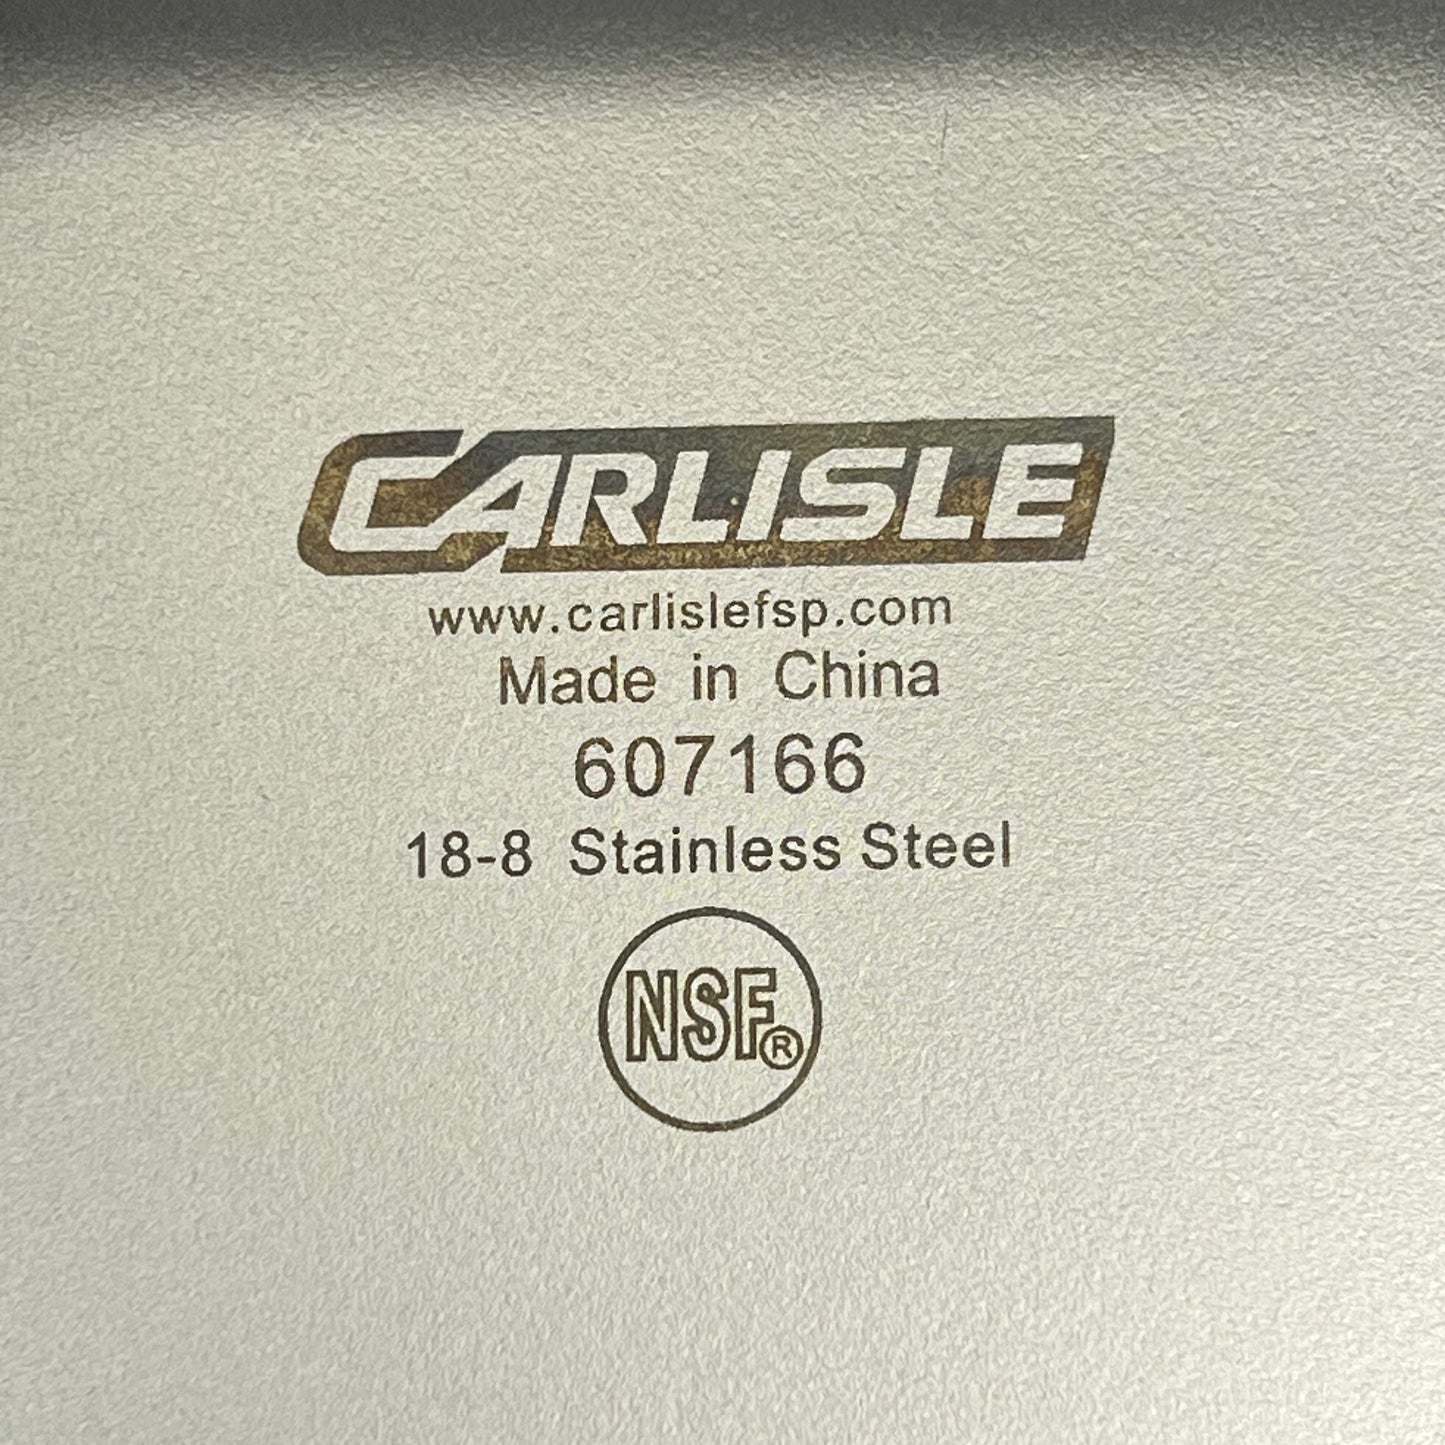 CARLISLE
www.carlislefsp.com
Made in China
607166
18-8 Stainless Steel
NSF®